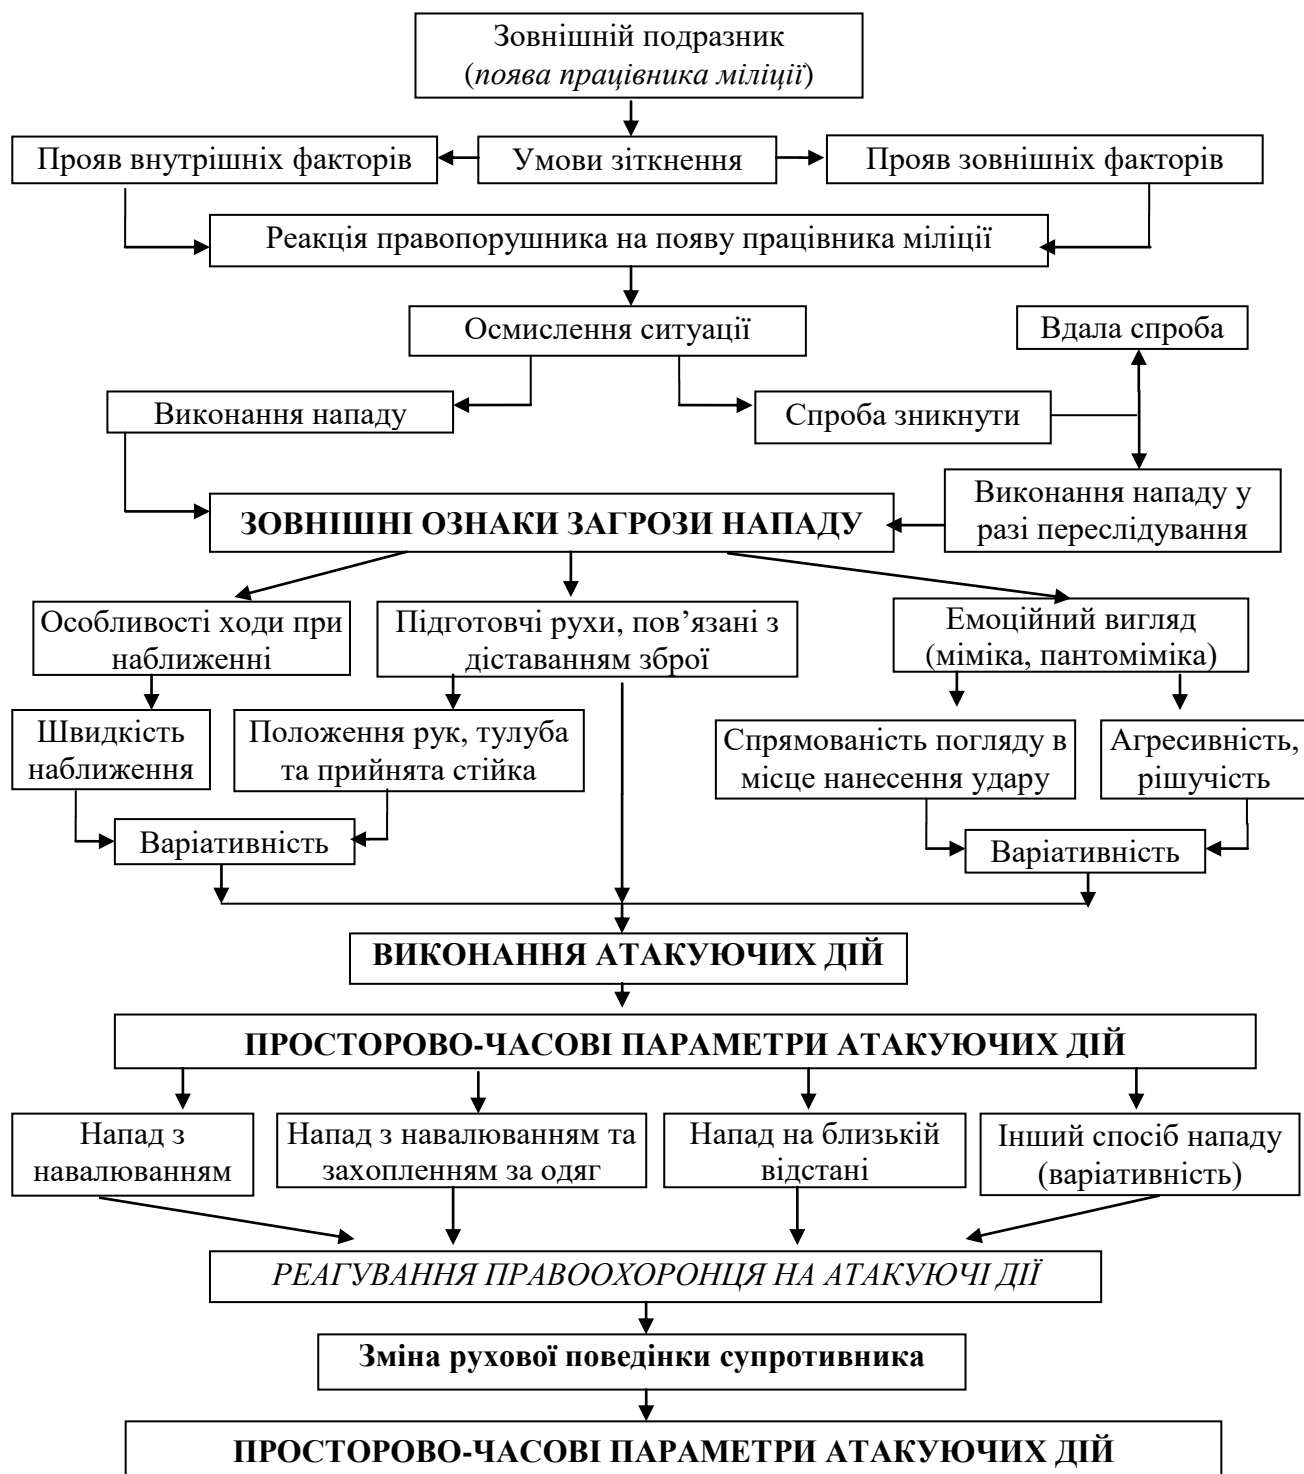 Зовнішній подразник
(поява працівника міліції)
Прояв внутрішніх факторів
Умови зіткнення
Прояв зовнішніх факторів
Реакція правопорушника на появу працівника міліції
Осмислення ситуації
Вдала спроба
Виконання нападу
Спроба зникнути
Виконання нападу у
разі переслідування
ЗОВНІШНІ ОЗНАКИ ЗАГРОЗИ НАПАДУ
Особливості ходи при
наближенні
Підготовчі рухи, пов’язані з
діставанням зброї
Емоційний вигляд
(міміка, пантоміміка)
Швидкість
наближення
Положення рук, тулуба
та прийнята стійка
Спрямованість погляду в
місце нанесення удару
Агресивність,
рішучість
Варіативність
Варіативність
ВИКОНАННЯ АТАКУЮЧИХ ДІЙ
ПРОСТОРОВО-ЧАСОВІ ПАРАМЕТРИ АТАКУЮЧИХ ДІЙ
Напад з
навалюванням
Напад з навалюванням та
захопленням за одяг
Напад на близькій
відстані
Інший спосіб нападу
(варіативність)
РЕАГУВАННЯ ПРАВООХОРОНЦЯ НА АТАКУЮЧІ ДІЇ
Зміна рухової поведінки супротивника
ПРОСТОРОВО-ЧАСОВІ ПАРАМЕТРИ АТАКУЮЧИХ ДІЙ